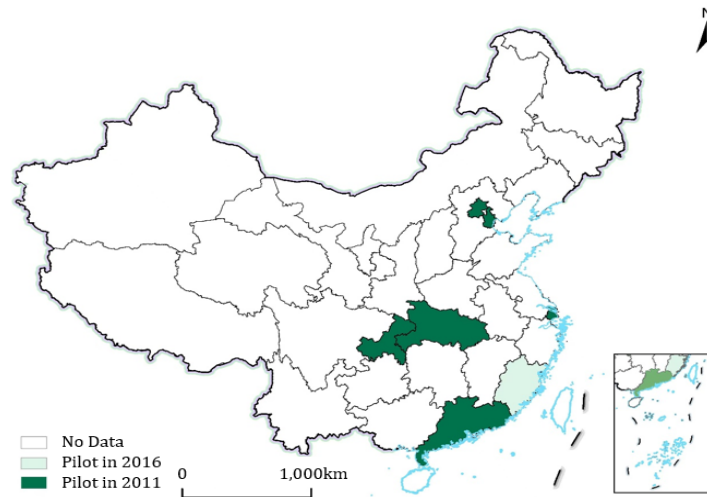 N
No Data
Pilot in 2016
Pilot in 2011
0 1,000km